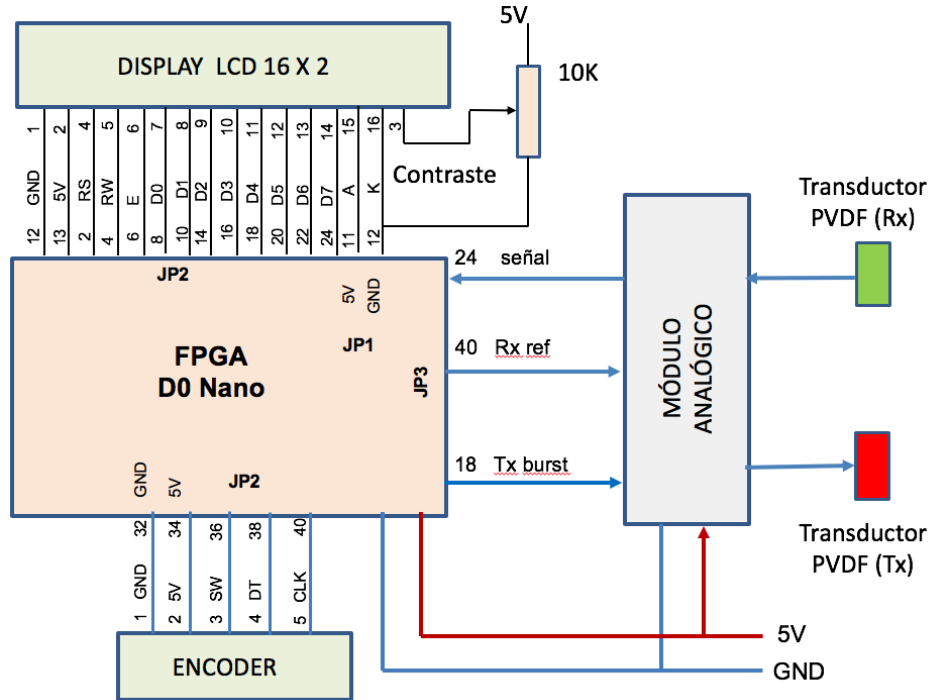 5V
DISPLAY LCD 16 X 2
10K
1 2 4 5 6 7 8 9 10 11 12 13 14 15 16 3
GND 5V RS RW E D0 D1 D2 D3 D4 D5 D6 D7 A K
Contraste
12 13 2 4 6 8 10 14 16 18 20 22 24 11 12
Transductor
PVDF (Rx)
JP2
24 señal
5V GND
JP1
FPGA
D0 Nano
JP3
40 Rx ref
MÓDULO
ANALÓGICO
18 Tx burst
GND 5V
JP2
32 34 36 38 40
Transductor
PVDF (Tx)
GND 5V SW DT CLK
1 2 3 4 5
ENCODER
5V
GND